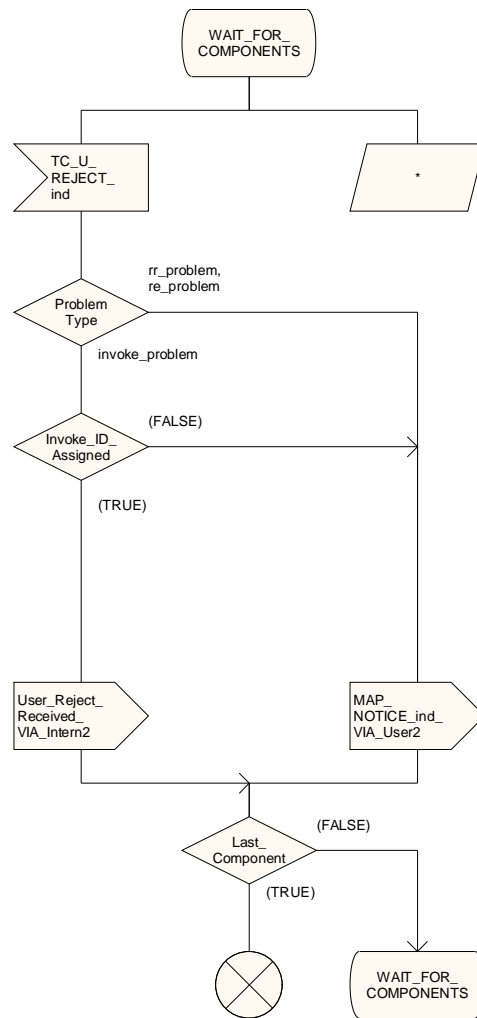 WAIT_FOR_
COMPONENTS
TC_U_
REJECT_
ind
*
rr_problem,
re_problem
Problem
Type
invoke_problem
(FALSE)
Invoke_ID_
Assigned
(TRUE)
User_Reject_
Received_
VIA_Intern2
MAP_
NOTICE_ind_
VIA_User2
(FALSE)
Last_
Component
(TRUE)
WAIT_FOR_
COMPONENTS